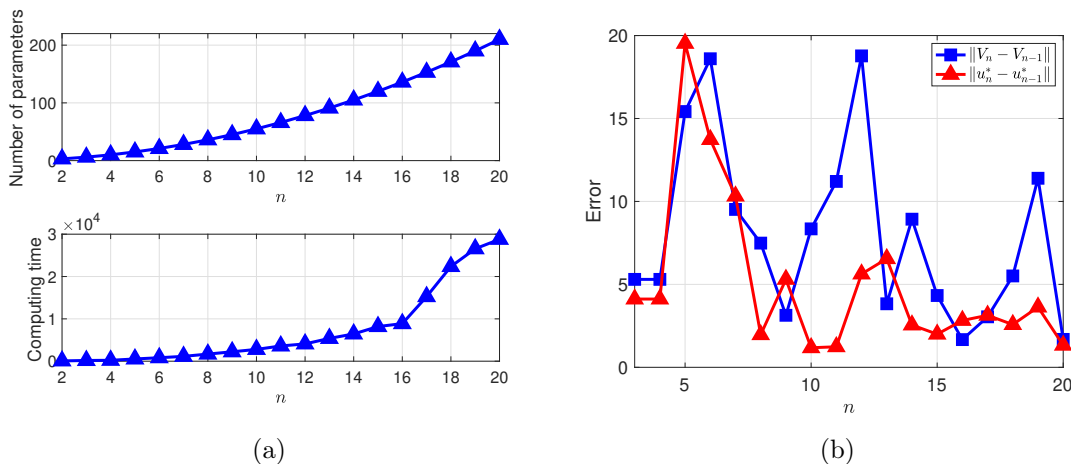 Number of parameters
200
100
0
2 4 6 8 10 12 14 16 18 20
n
×10^4
Computing time
3
2
1
0
2 4 6 8 10 12 14 16 18 20
n
(a)
Error
20
15
10
5
0
5 10 15 20
n
‖V_n − V_{n−1}‖
‖u_n^* − u_{n−1}^*‖
(b)